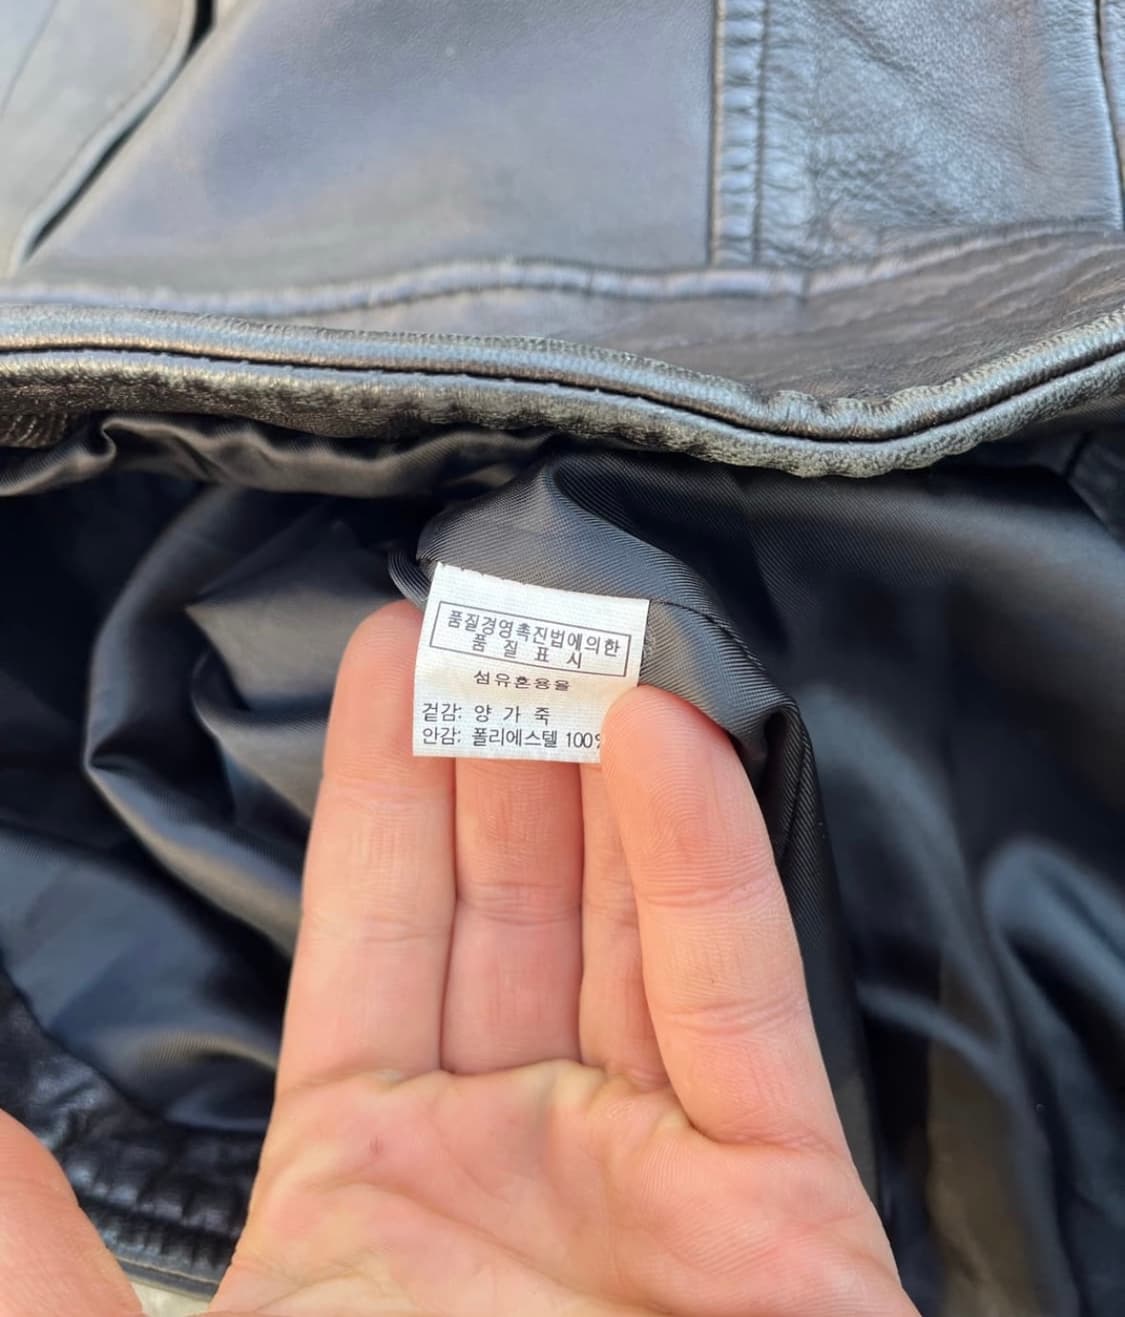 품질경영촉진법에의한
품 질 표 시
섬유혼용율
겉감: 양 가 죽
안감: 폴리에스텔 100%